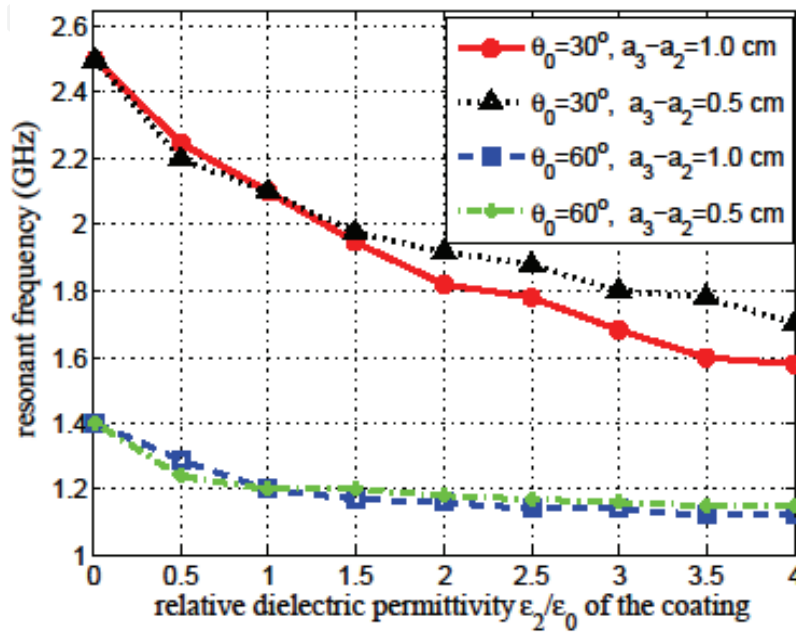 2.6
2.4
2.2
2
1.8
1.6
1.4
1.2
1
resonant frequency (GHz)
θ₀=30°, a₃−a₂=1.0 cm
θ₀=30°, a₃−a₂=0.5 cm
θ₀=60°, a₃−a₂=1.0 cm
θ₀=60°, a₃−a₂=0.5 cm
0 0.5 1 1.5 2 2.5 3 3.5 4
relative dielectric permittivity ε₂/ε₀ of the coating